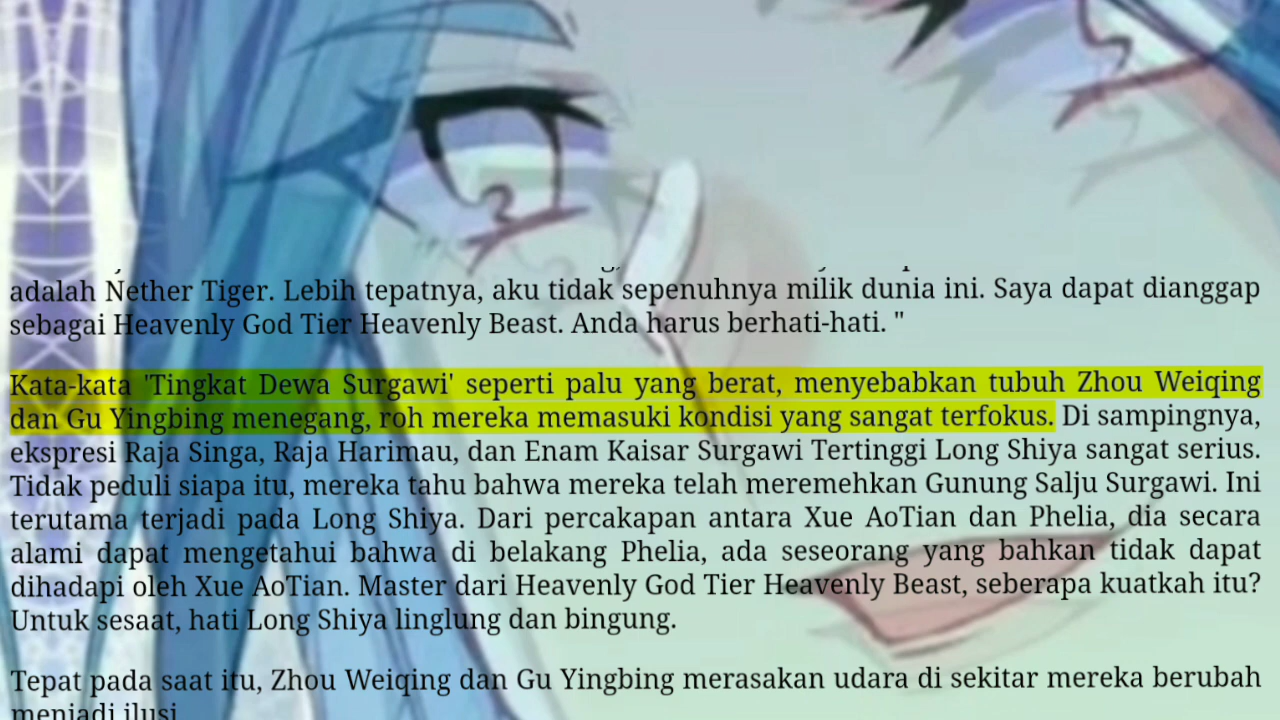 adalah Nether Tiger. Lebih tepatnya, aku tidak sepenuhnya milik dunia ini. Saya dapat dianggap
sebagai Heavenly God Tier Heavenly Beast. Anda harus berhati-hati. "
Kata-kata 'Tingkat Dewa Surgawi' seperti palu yang berat, menyebabkan tubuh Zhou Weiqing
dan Gu Yingbing menegang, roh mereka memasuki kondisi yang sangat terfokus. Di sampingnya,
ekspresi Raja Singa, Raja Harimau, dan Enam Kaisar Surgawi Tertinggi Long Shiya sangat serius.
Tidak peduli siapa itu, mereka tahu bahwa mereka telah meremehkan Gunung Salju Surgawi. Ini
terutama terjadi pada Long Shiya. Dari percakapan antara Xue AoTian dan Phelia, dia secara
alami dapat mengetahui bahwa di belakang Phelia, ada seseorang yang bahkan tidak dapat
dihadapi oleh Xue AoTian. Master dari Heavenly God Tier Heavenly Beast, seberapa kuatkah itu?
Untuk sesaat, hati Long Shiya linglung dan bingung.
Tepat pada saat itu, Zhou Weiqing dan Gu Yingbing merasakan udara di sekitar mereka berubah
menjadi ilusi